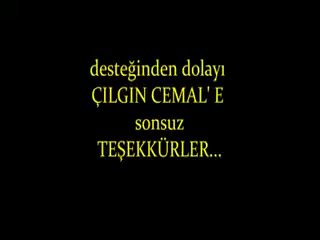 desteğinden dolayı
ÇILGIN CEMAL' E
sonsuz
TEŞEKKÜRLER...